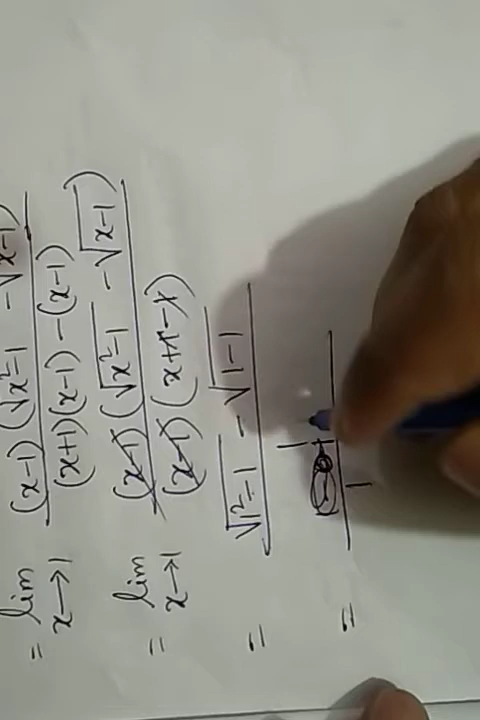 = lim x→1 (x-1)(√x²-1 - √x-1) / (x+1)(x-1) - (x-1)
= lim x→1 (x-1)(√x²-1 - √x-1) / (x-1)(x+1-1)
= √1²-1 - √1-1 / 1
=